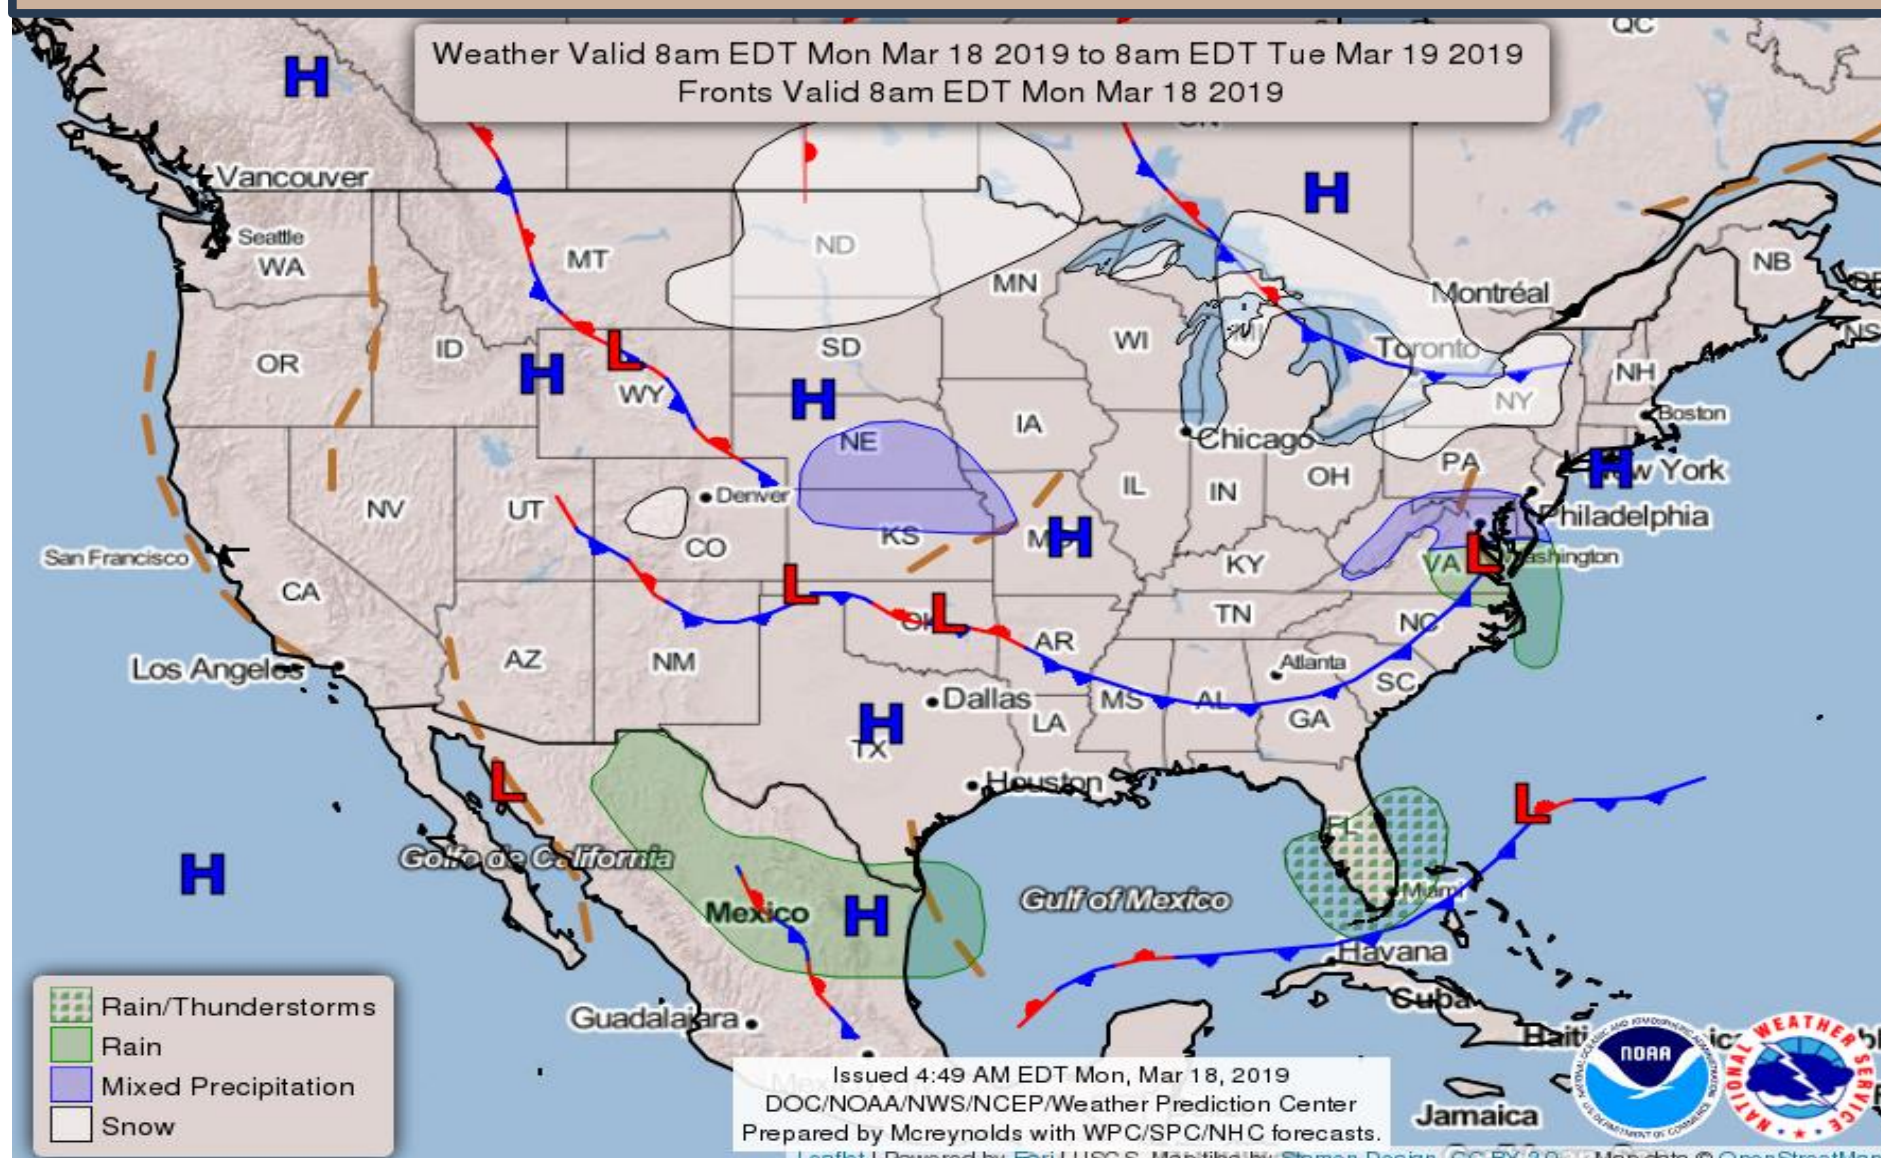 QC
Weather Valid 8am EDT Mon Mar 18 2019 to 8am EDT Tue Mar 19 2019
Fronts Valid 8am EDT Mon Mar 18 2019
H
Vancouver
H
Seattle
WA
MT
ND
MN
Montréal
NB
OR
ID
H
L
WY
SD
H
WI
MI
Toronto
NH
NS
NY
Boston
NE
IA
Chicago
PA
H
New York
NV
UT
Denver
IL
IN
OH
Philadelphia
San Francisco
CO
KS
H
KY
VA
L
Washington
CA
L
OK
L
TN
NC
Los Angeles
AZ
NM
AR
Atlanta
SC
Dallas
MS
AL
GA
LA
H
TX
L
Houston
L
FL
H
Golfo de California
Mexico
H
Gulf of Mexico
Miami
Havana
Cuba
Guadalajara
Rain/Thunderstorms
Rain
Mixed Precipitation
Snow
Issued 4:49 AM EDT Mon, Mar 18, 2019
DOC/NOAA/NWS/NCEP/Weather Prediction Center
Prepared by Mcreynolds with WPC/SPC/NHC forecasts.
Haiti
NOAA
NATIONAL WEATHER SERVICE
Jamaica